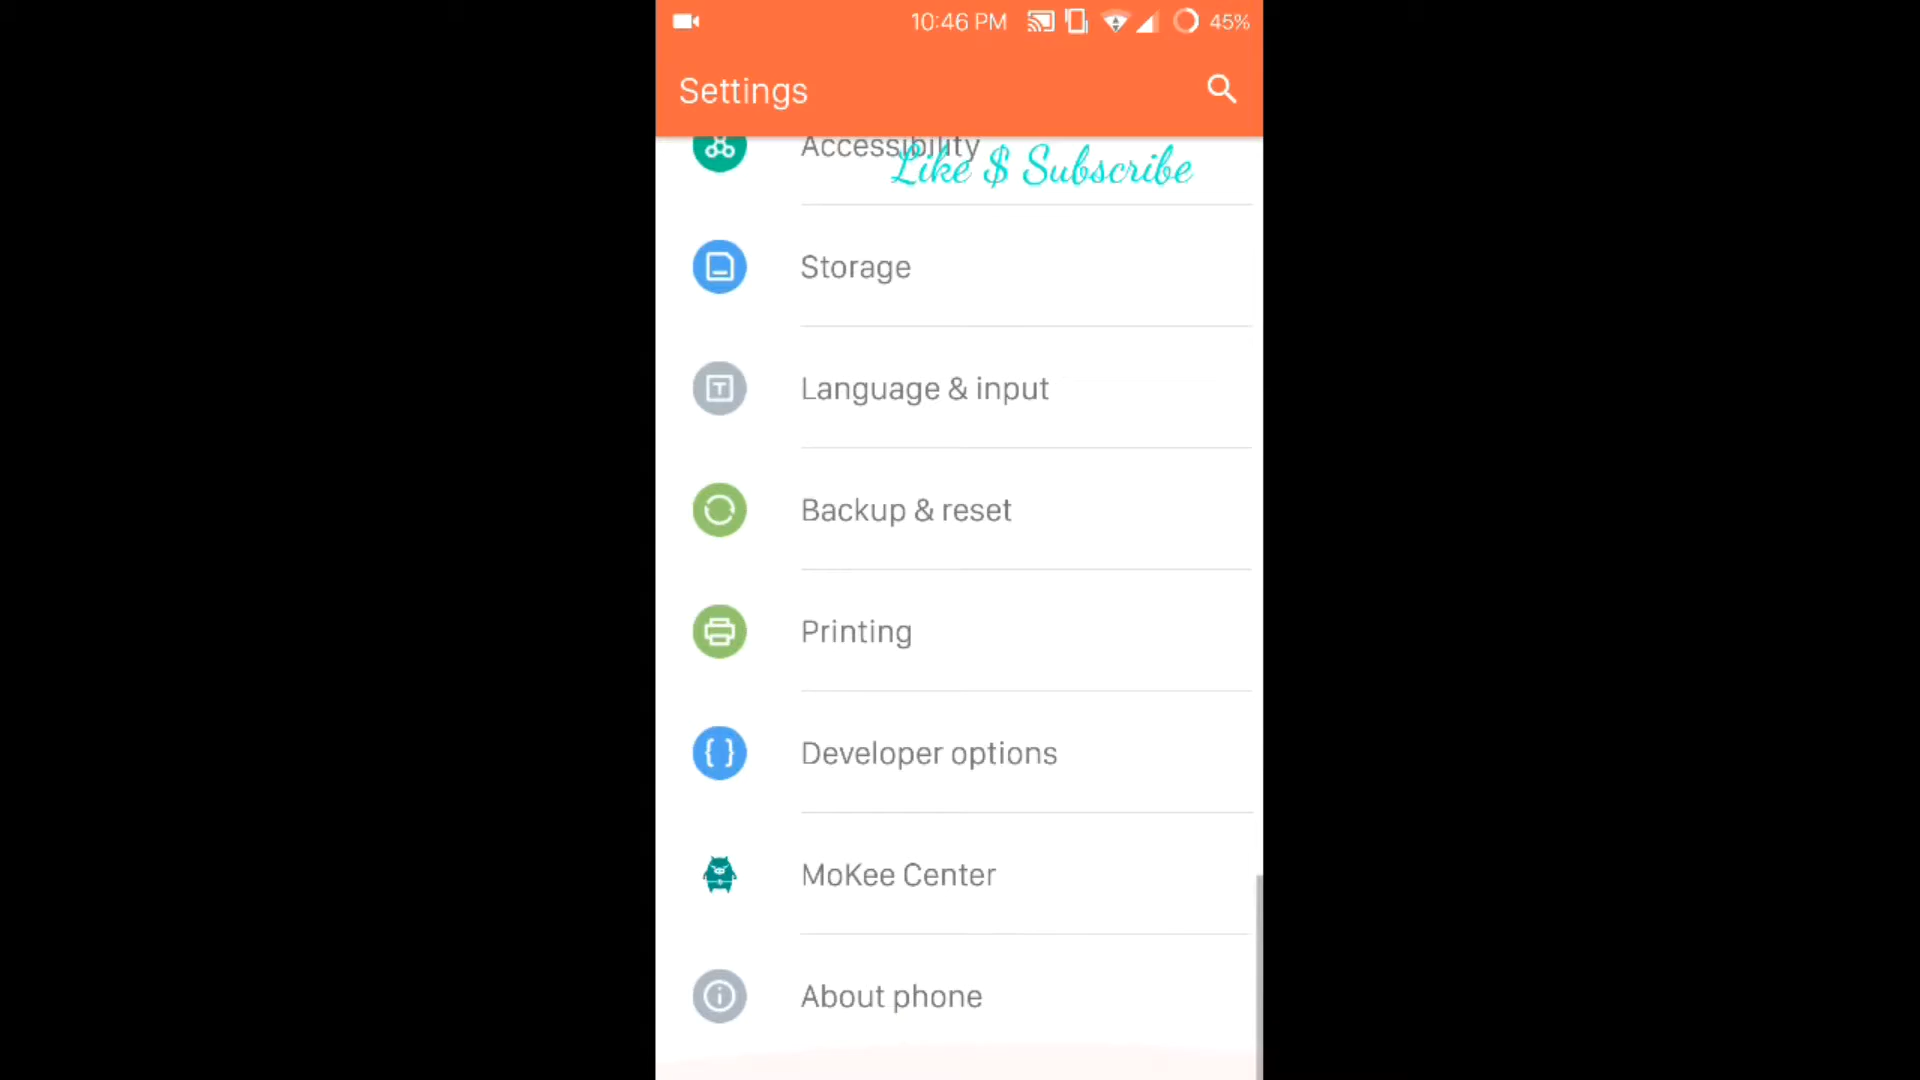 10:46 PM 45%
Settings
Accessibility
Like $ Subscribe
Storage
Language & input
Backup & reset
Printing
Developer options
MoKee Center
About phone